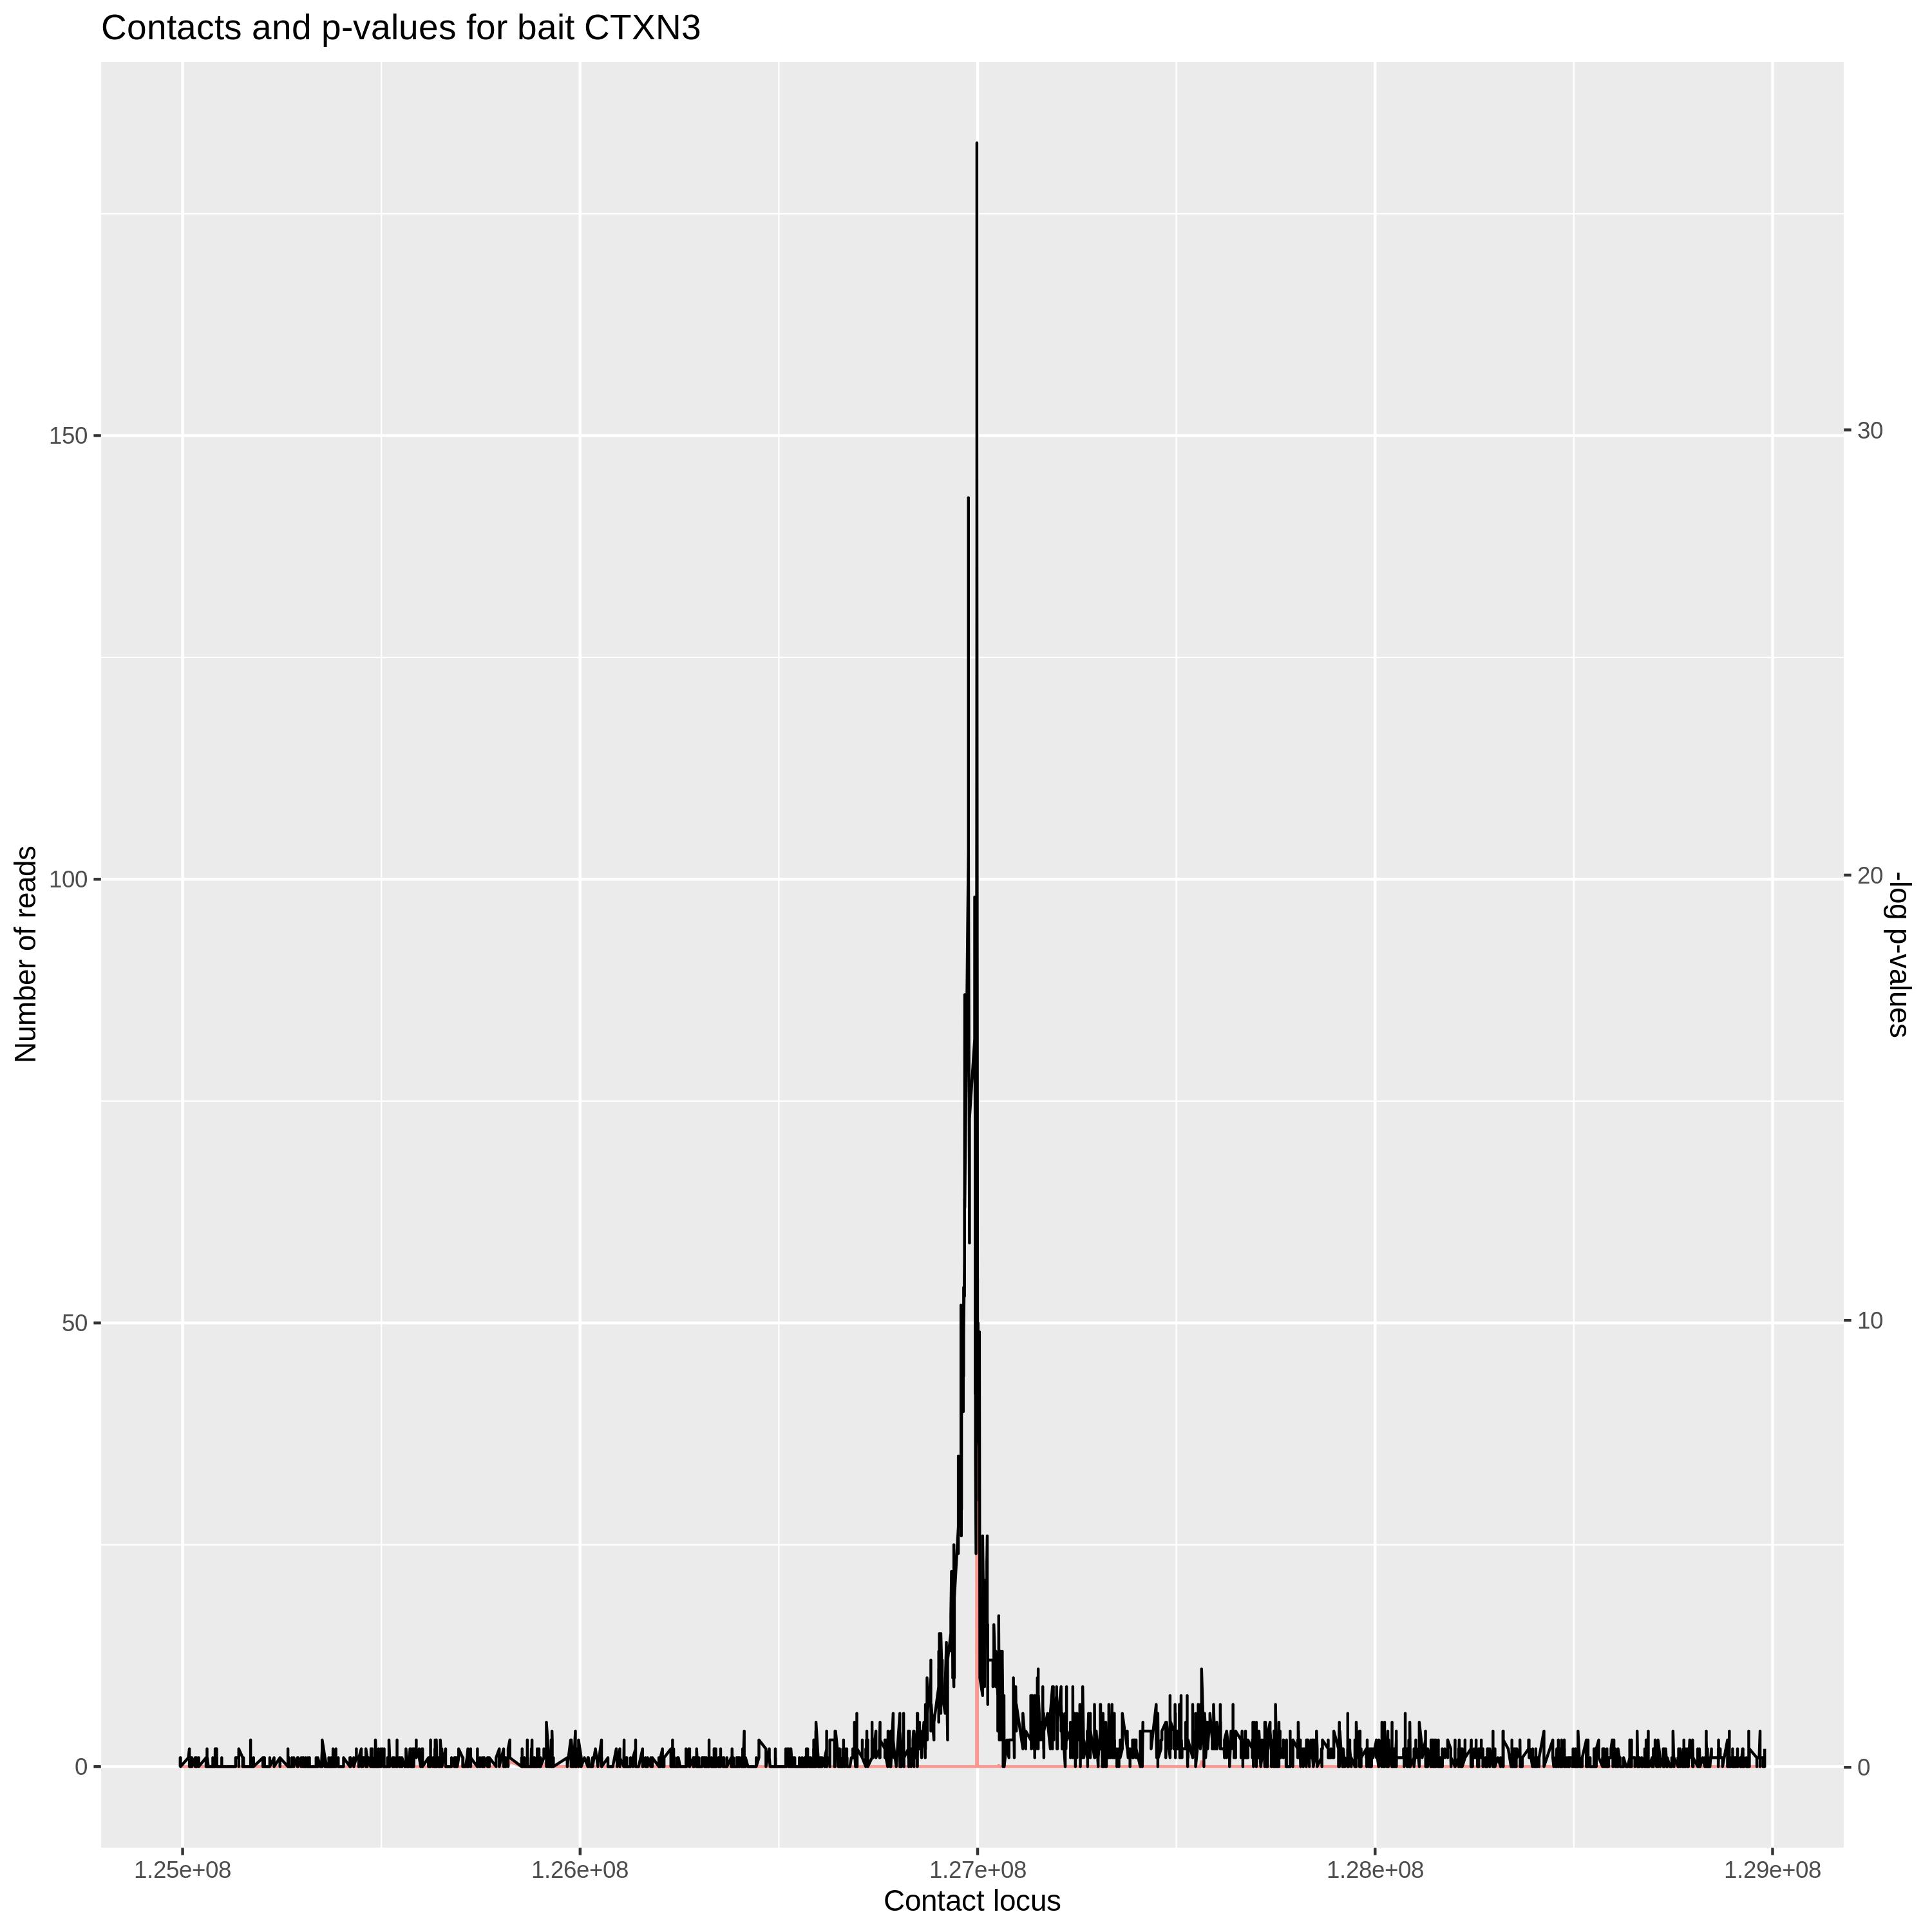 Contacts and p-values for bait CTXN3
Number of reads
150
100
50
0
30
20
10
0
-log p-values
1.25e+08 1.26e+08 1.27e+08 1.28e+08 1.29e+08
Contact locus